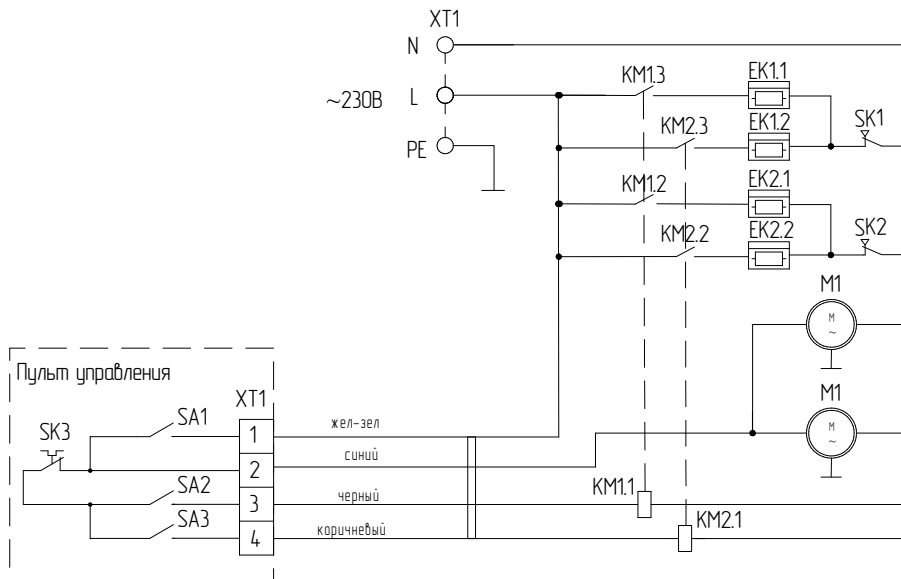 XT1
N
L
~230В
PE
KM1.3
EK1.1
KM2.3
EK1.2
SK1
KM1.2
EK2.1
KM2.2
EK2.2
SK2
M1
M
~
M1
M
~
Пульт управления
XT1
SA1
SK3
1
жел-зел
2
синий
SA2
3
черный
KM1.1
SA3
4
коричневый
KM2.1